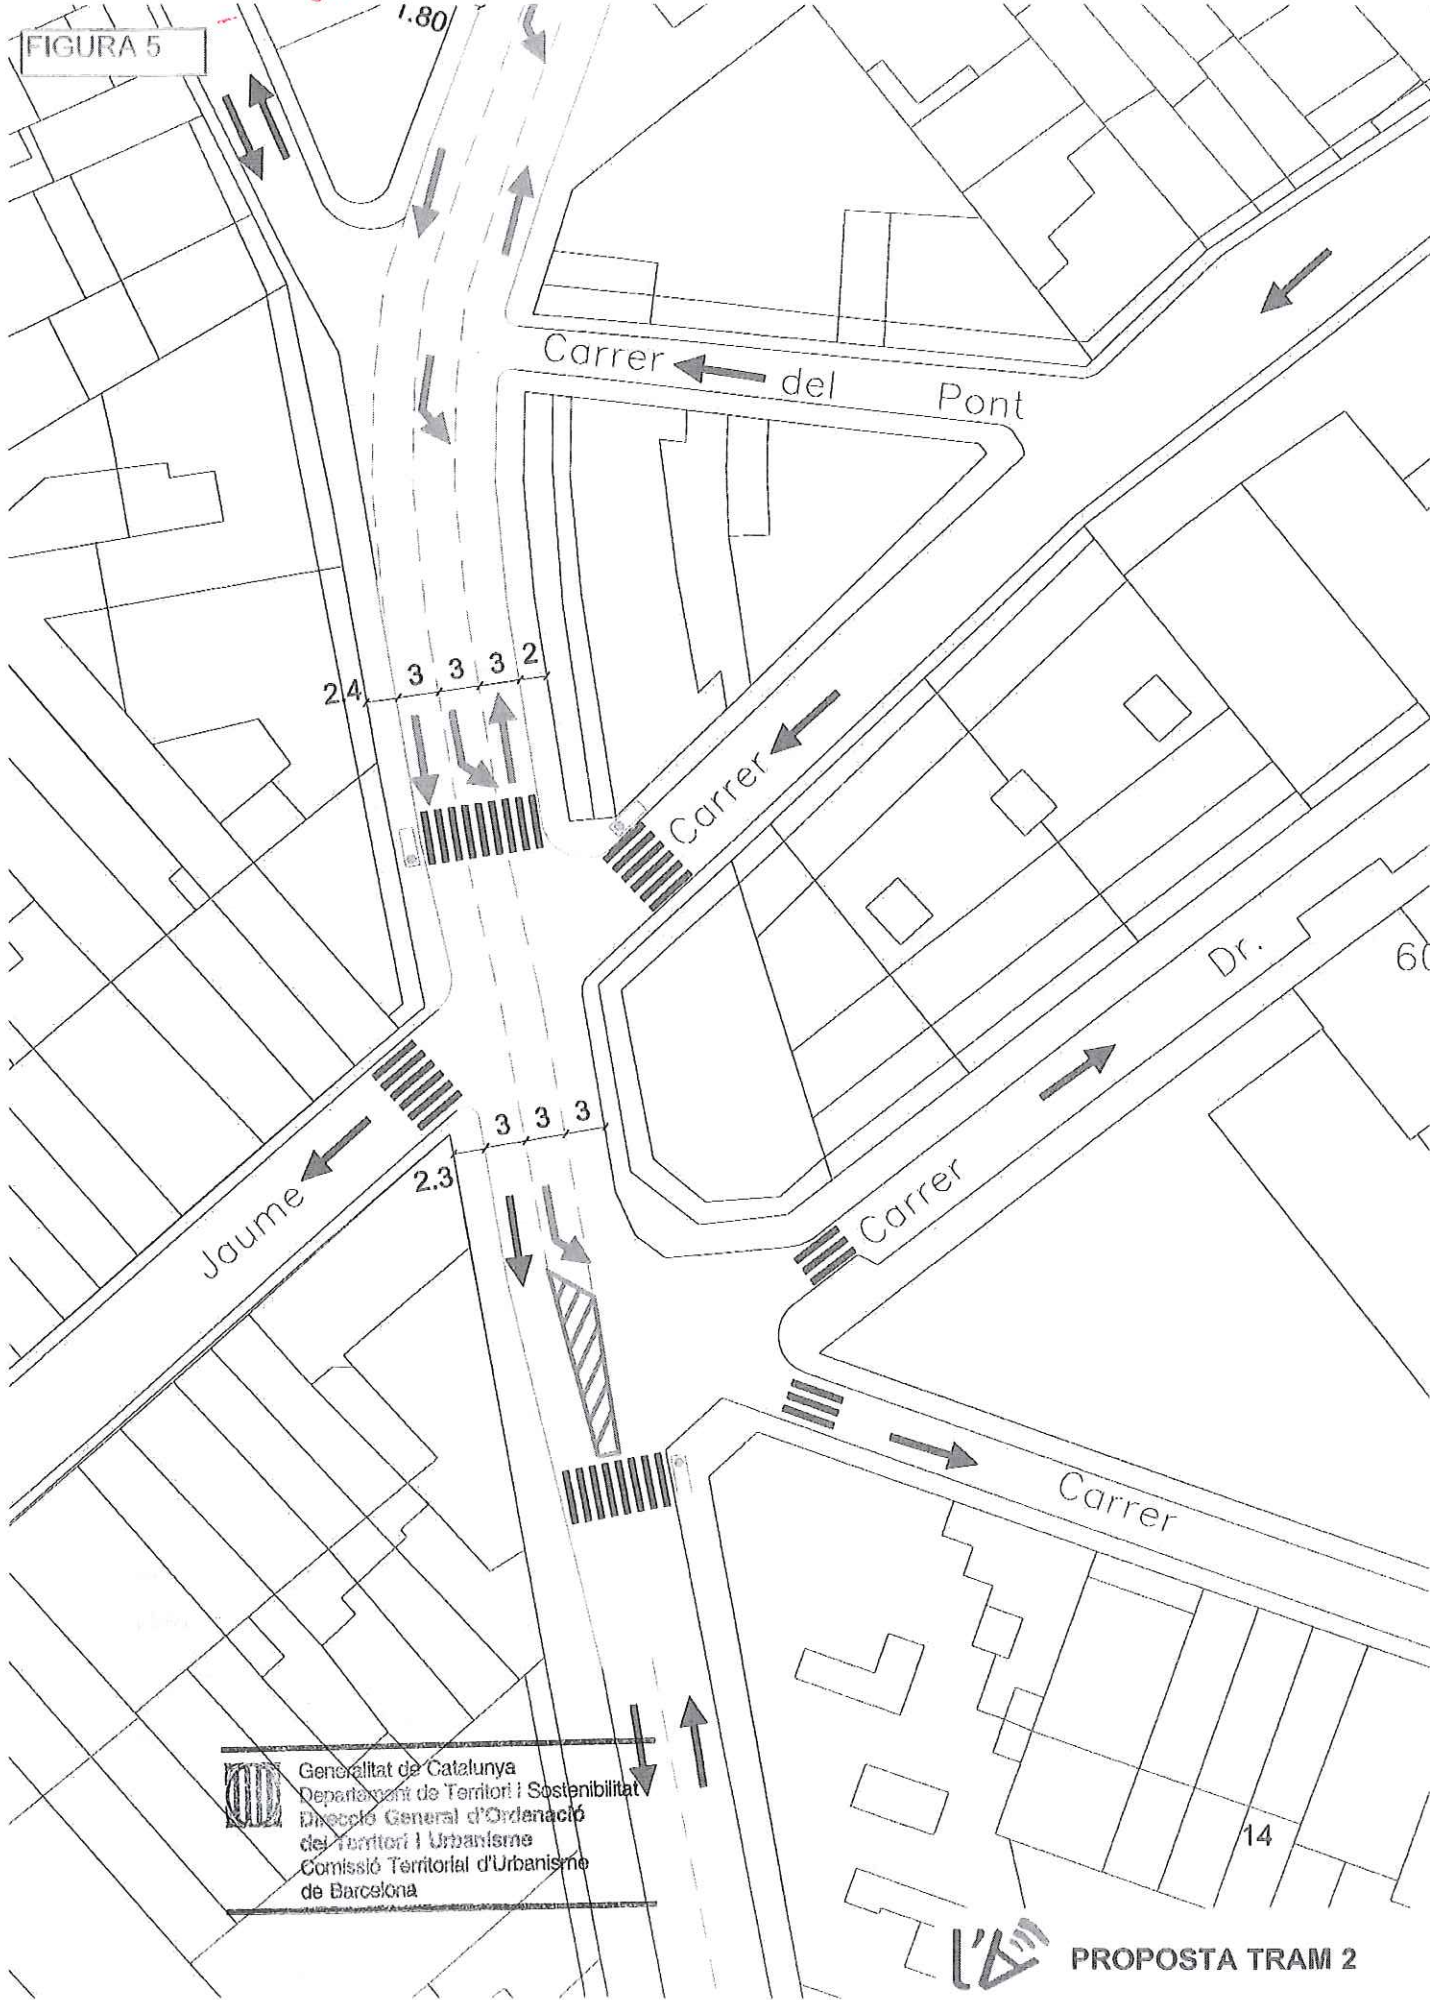 1.80
FIGURA 5
Carrer del Pont
2.4 3 3 3 2
Carrer
Dr.
60
3 3 3
2.3
Carrer
Jaume
Carrer
Generalitat de Catalunya
Departament de Territori i Sostenibilitat
Direcció General d'Ordenació
del Territori i Urbanisme
Comissió Territorial d'Urbanisme
de Barcelona
14
PROPOSTA TRAM 2